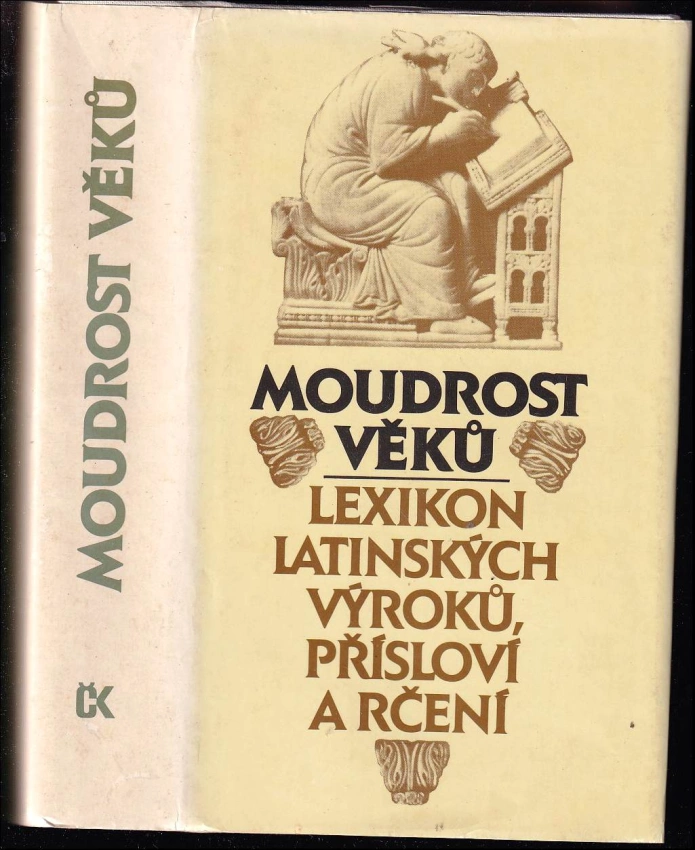 MOUDROST VĚKŮ
ČK
MOUDROST
VĚKŮ
LEXIKON
LATINSKÝCH
VÝROKŮ,
PŘÍSLOVÍ
A RČENÍ